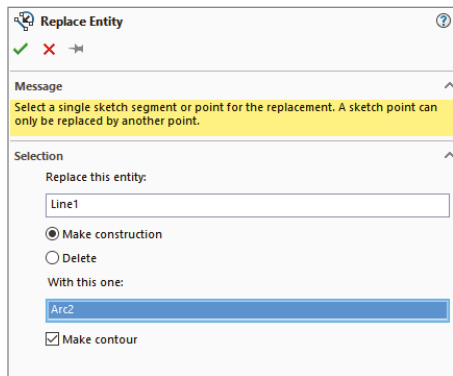 Replace Entity
Message
Select a single sketch segment or point for the replacement. A sketch point can
only be replaced by another point.
Selection
Replace this entity:
Line1
Make construction
Delete
With this one:
Arc2
Make contour